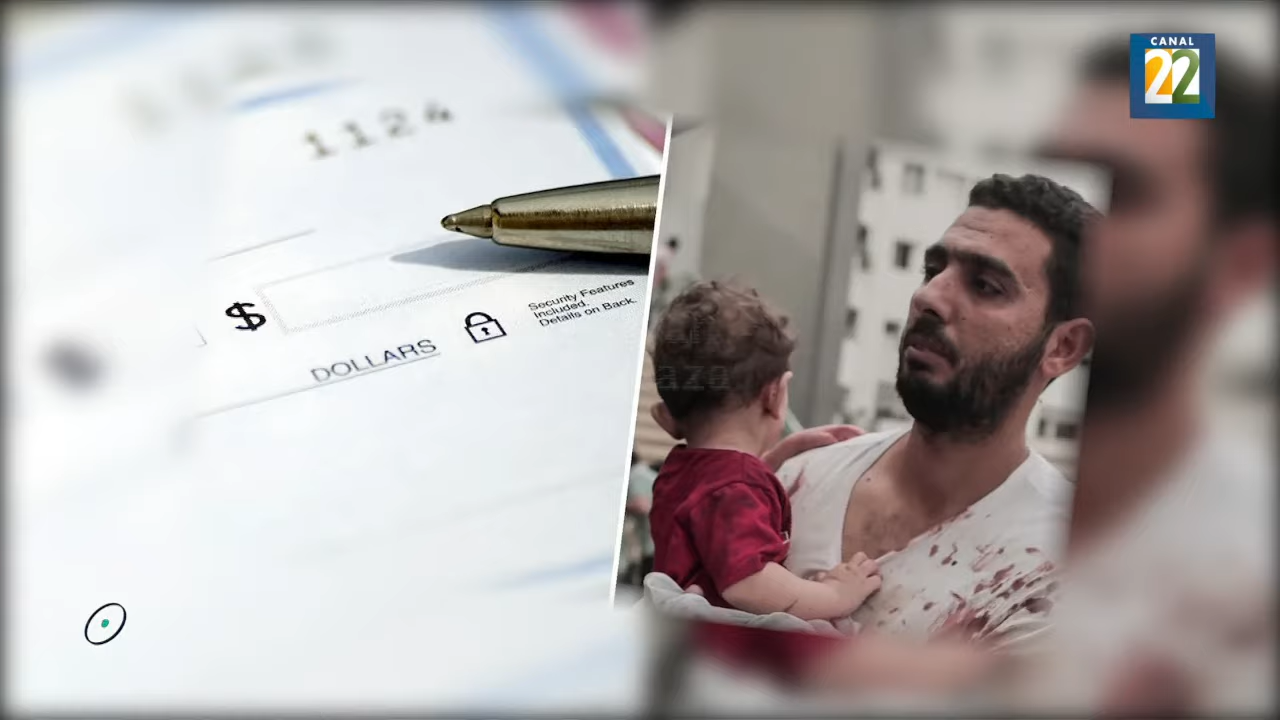 CANAL
22
1124
$
DOLLARS
Security Features
Included.
Details on Back.